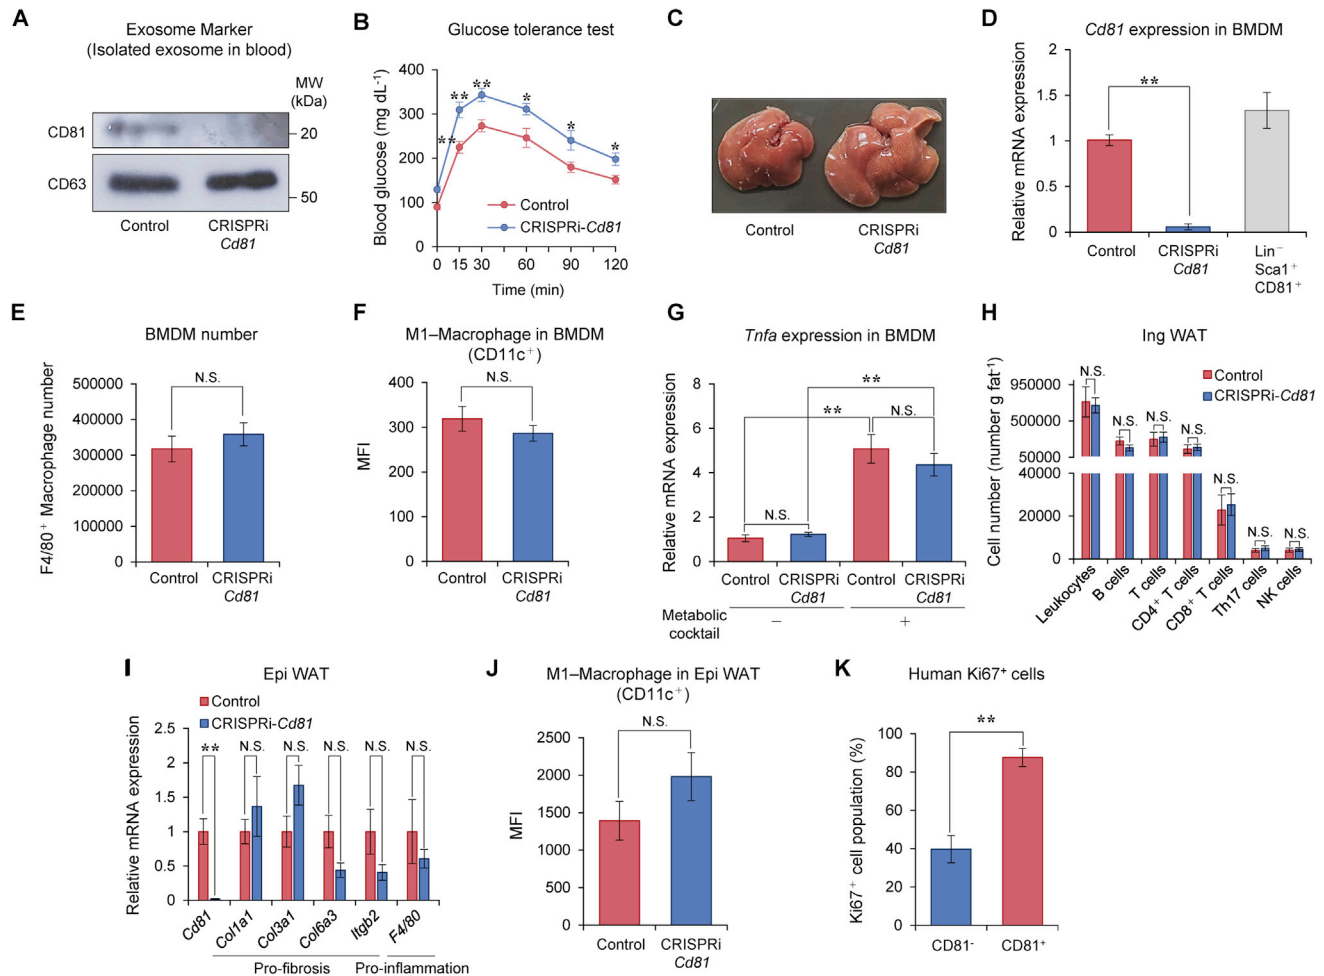 A
Exosome Marker
(Isolated exosome in blood)
MW
(kDa)
CD81
20
CD63
50
Control
CRISPRi
Cd81
B
Glucose tolerance test
Blood glucose (mg dL⁻¹)
400
300
200
100
0
**
**
**
*
*
*
Control
CRISPRi-Cd81
0 15 30 60 90 120
Time (min)
C
Control
CRISPRi
Cd81
D
Cd81 expression in BMDM
Relative mRNA expression
2
1.5
1
0.5
0
**
Control
CRISPRi
Cd81
Lin⁻
Sca1⁺
CD81⁺
E
BMDM number
F4/80⁺ Macrophage number
500000
400000
300000
200000
100000
0
N.S.
Control
CRISPRi
Cd81
F
M1–Macrophage in BMDM
(CD11c⁺)
MFI
400
300
200
100
0
N.S.
Control
CRISPRi
Cd81
G
Tnfa expression in BMDM
Relative mRNA expression
8
6
4
2
0
**
**
N.S.
N.S.
Control
CRISPRi
Cd81
Control
CRISPRi
Cd81
Metabolic
cocktail
− +
H
Ing WAT
Control
CRISPRi-Cd81
Cell number (number g fat⁻¹)
950000
500000
50000
40000
20000
0
N.S.
N.S.
N.S.
N.S.
N.S.
N.S.
N.S.
Leukocytes
B cells
T cells
CD4⁺ T cells
CD8⁺ T cells
Th17 cells
NK cells
I
Epi WAT
Control
CRISPRi-Cd81
Relative mRNA expression
2.5
2
1.5
1
0.5
0
** N.S. N.S. N.S. N.S. N.S.
Cd81
Col1a1
Col3a1
Col6a3
Itgb2
F4/80
Pro-fibrosis
Pro-inflammation
J
M1–Macrophage in Epi WAT
(CD11c⁺)
MFI
2500
2000
1500
1000
500
0
N.S.
Control
CRISPRi
Cd81
K
Human Ki67⁺ cells
Ki67⁺ cell population (%)
100
80
60
40
20
0
**
CD81⁻
CD81⁺